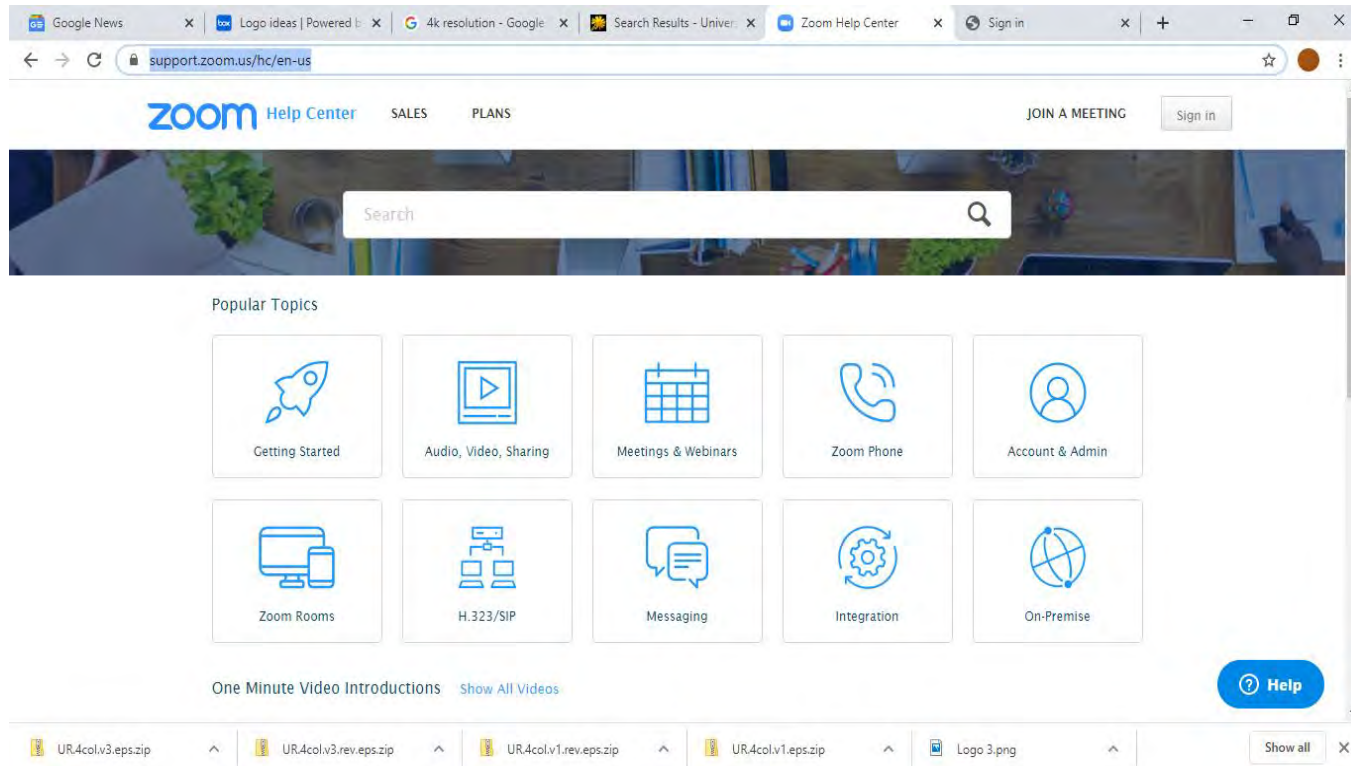 Google News
Logo ideas | Powered b
4k resolution - Google
Search Results - Univer
Zoom Help Center
Sign in
support.zoom.us/hc/en-us
zoom Help Center SALES PLANS JOIN A MEETING Sign in
Search
Popular Topics
Getting Started
Audio, Video, Sharing
Meetings & Webinars
Zoom Phone
Account & Admin
Zoom Rooms
H.323/SIP
Messaging
Integration
On-Premise
One Minute Video Introductions Show All Videos
Help
UR.4col.v3.eps.zip
UR.4col.v3.rev.eps.zip
UR.4col.v1.rev.eps.zip
UR.4col.v1.eps.zip
Logo 3.png
Show all